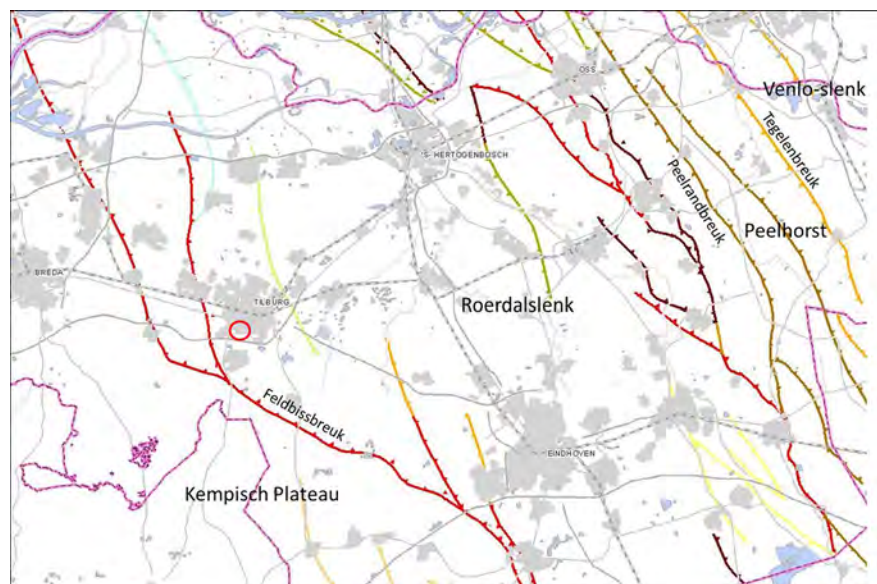 OSS
Venlo-slenk
Tegelenbreuk
'S- HERTOGENBOSCH
Peelrandbreuk
Peelhorst
BREDA
TILBURG
Roerdalslenk
Feldbissbreuk
EINDHOVEN
Kempisch Plateau